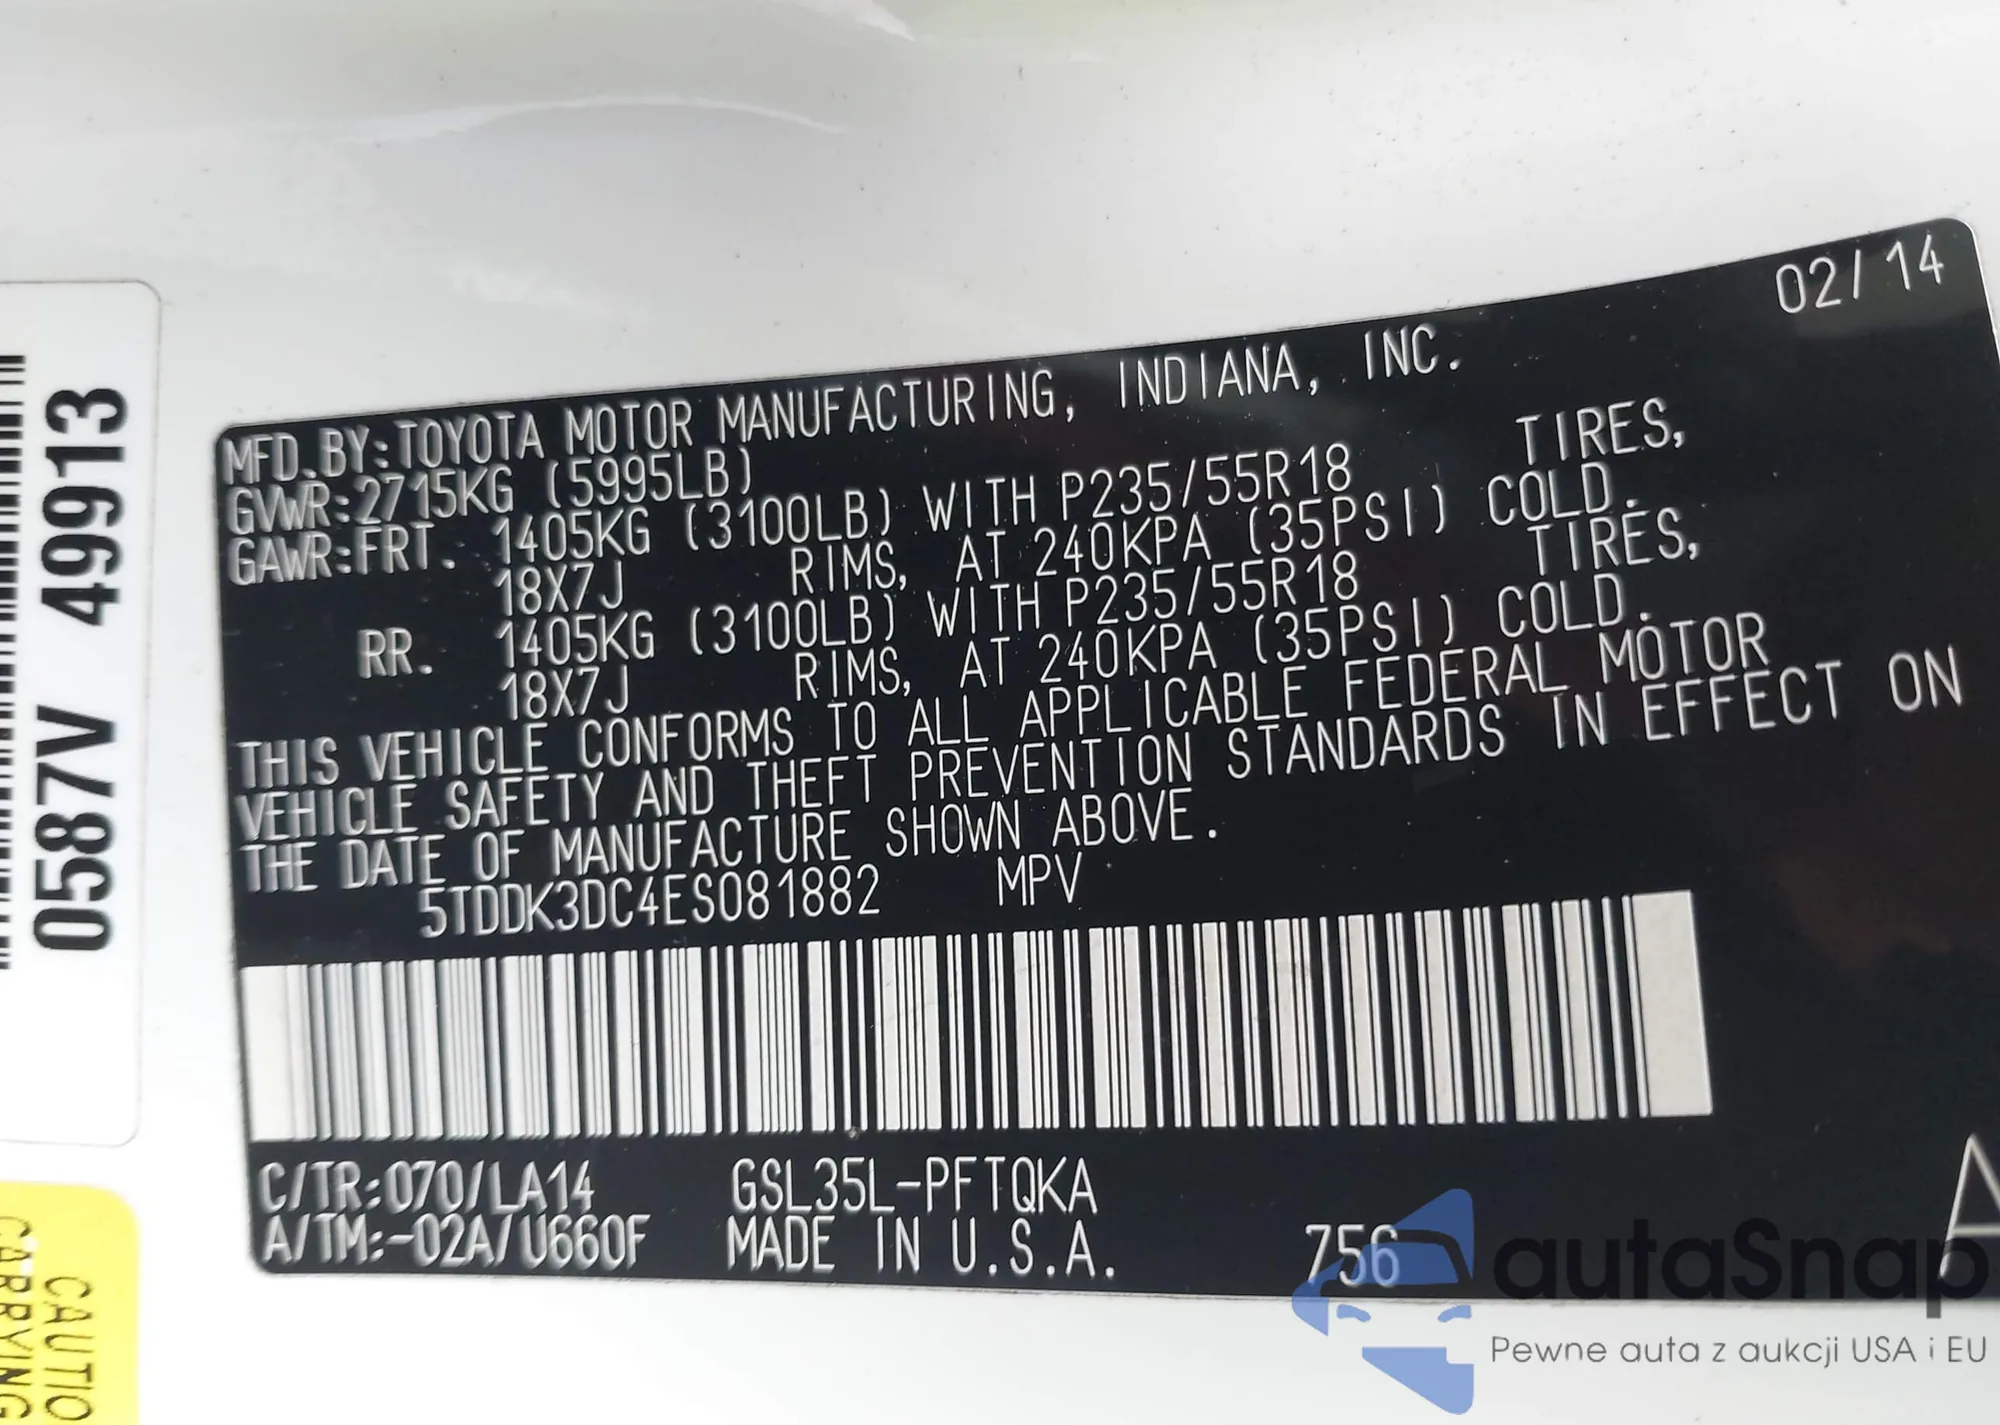 02/14
MFD.BY:TOYOTA MOTOR MANUFACTURING, INDIANA, INC.
GVWR:2715KG (5995LB)
GAWR:FRT. 1405KG (3100LB) WITH P235/55R18 TIRES,
18X7J RIMS, AT 240KPA (35PSI) COLD.
RR. 1405KG (3100LB) WITH P235/55R18 TIRES,
18X7J RIMS, AT 240KPA (35PSI) COLD.
THIS VEHICLE CONFORMS TO ALL APPLICABLE FEDERAL MOTOR
VEHICLE SAFETY AND THEFT PREVENTION STANDARDS IN EFFECT ON
THE DATE OF MANUFACTURE SHOWN ABOVE.
5TDDK3DC4ES081882 MPV
C/TR:070/LA14 GSL35L-PFTQKA
A/TM:-02A/U660F MADE IN U.S.A. 756
A
0587V 49913
CAUTIO
CARRYING
autoSnap
Pewne auta z aukcji USA i EU